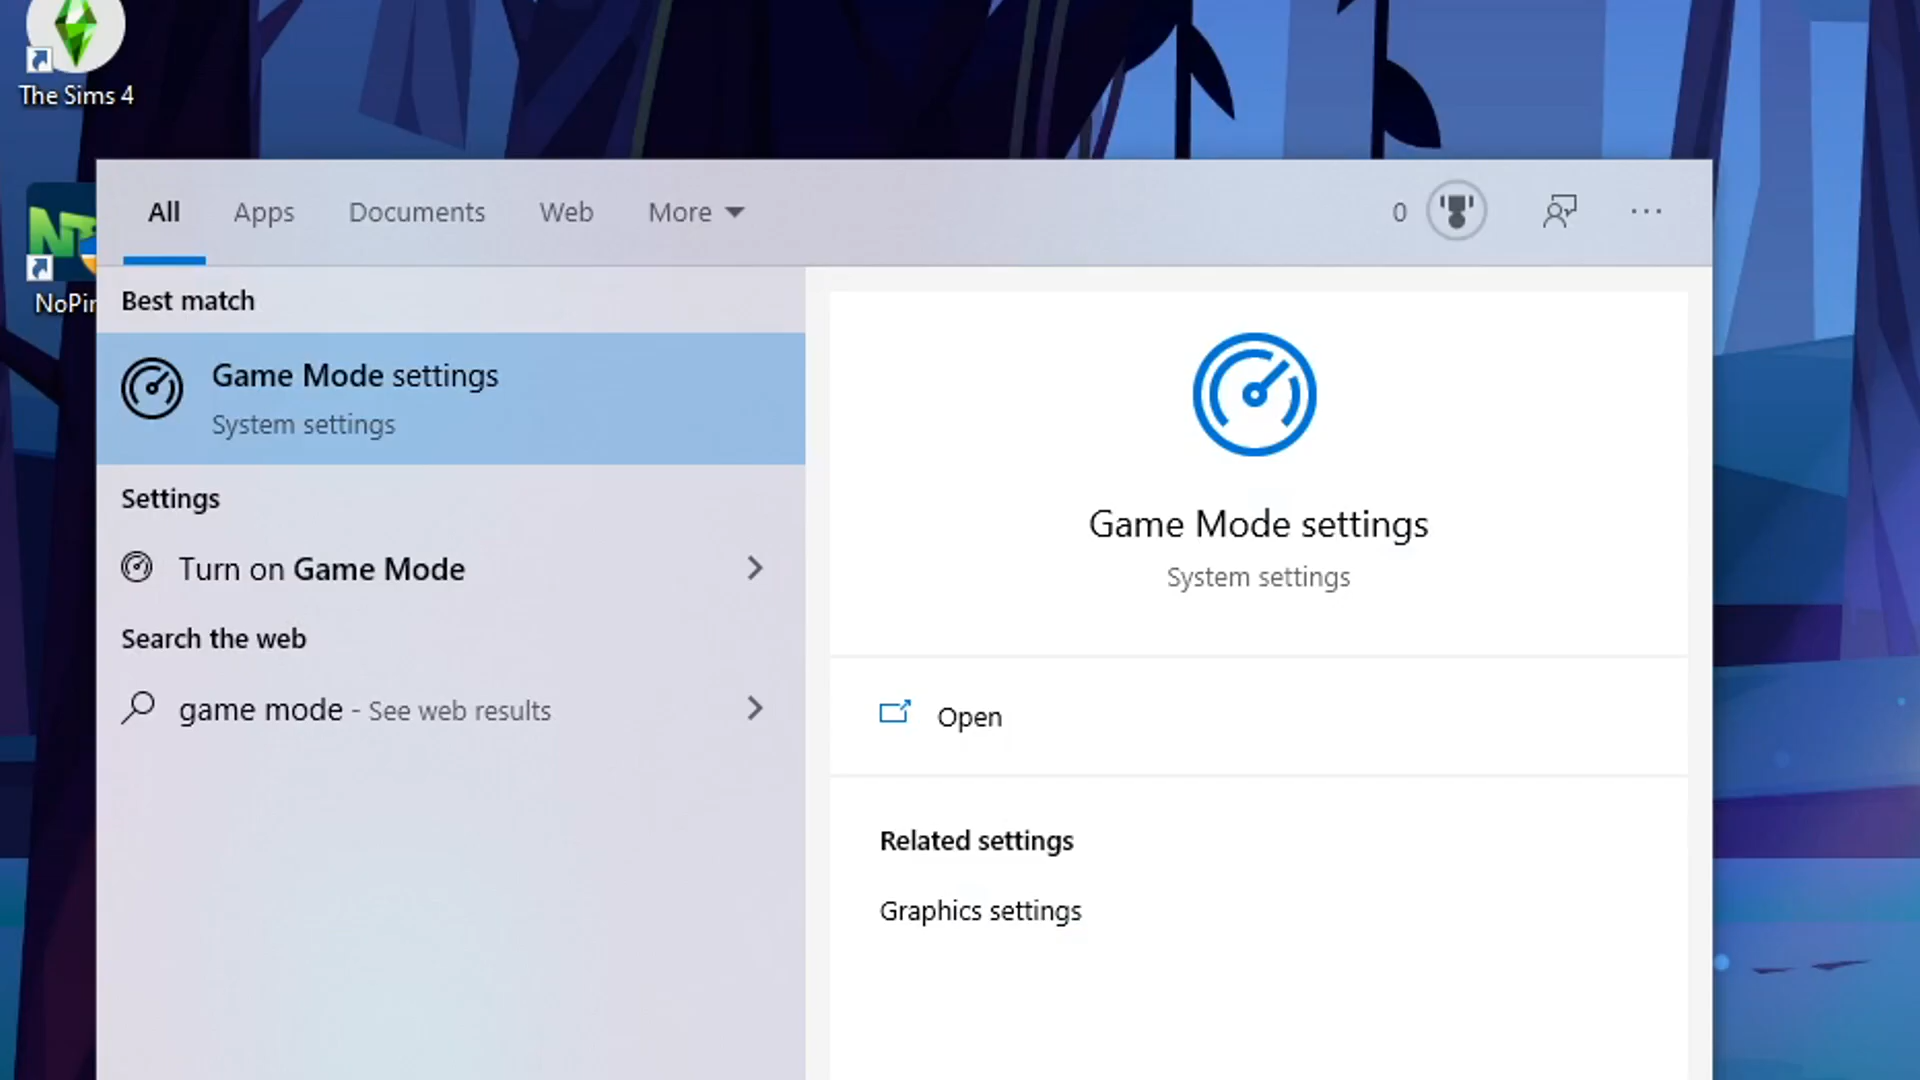 The Sims 4
All Apps Documents Web More 0
Best match
Game Mode settings
System settings
Settings
Turn on Game Mode
Search the web
game mode - See web results
Game Mode settings
System settings
Open
Related settings
Graphics settings